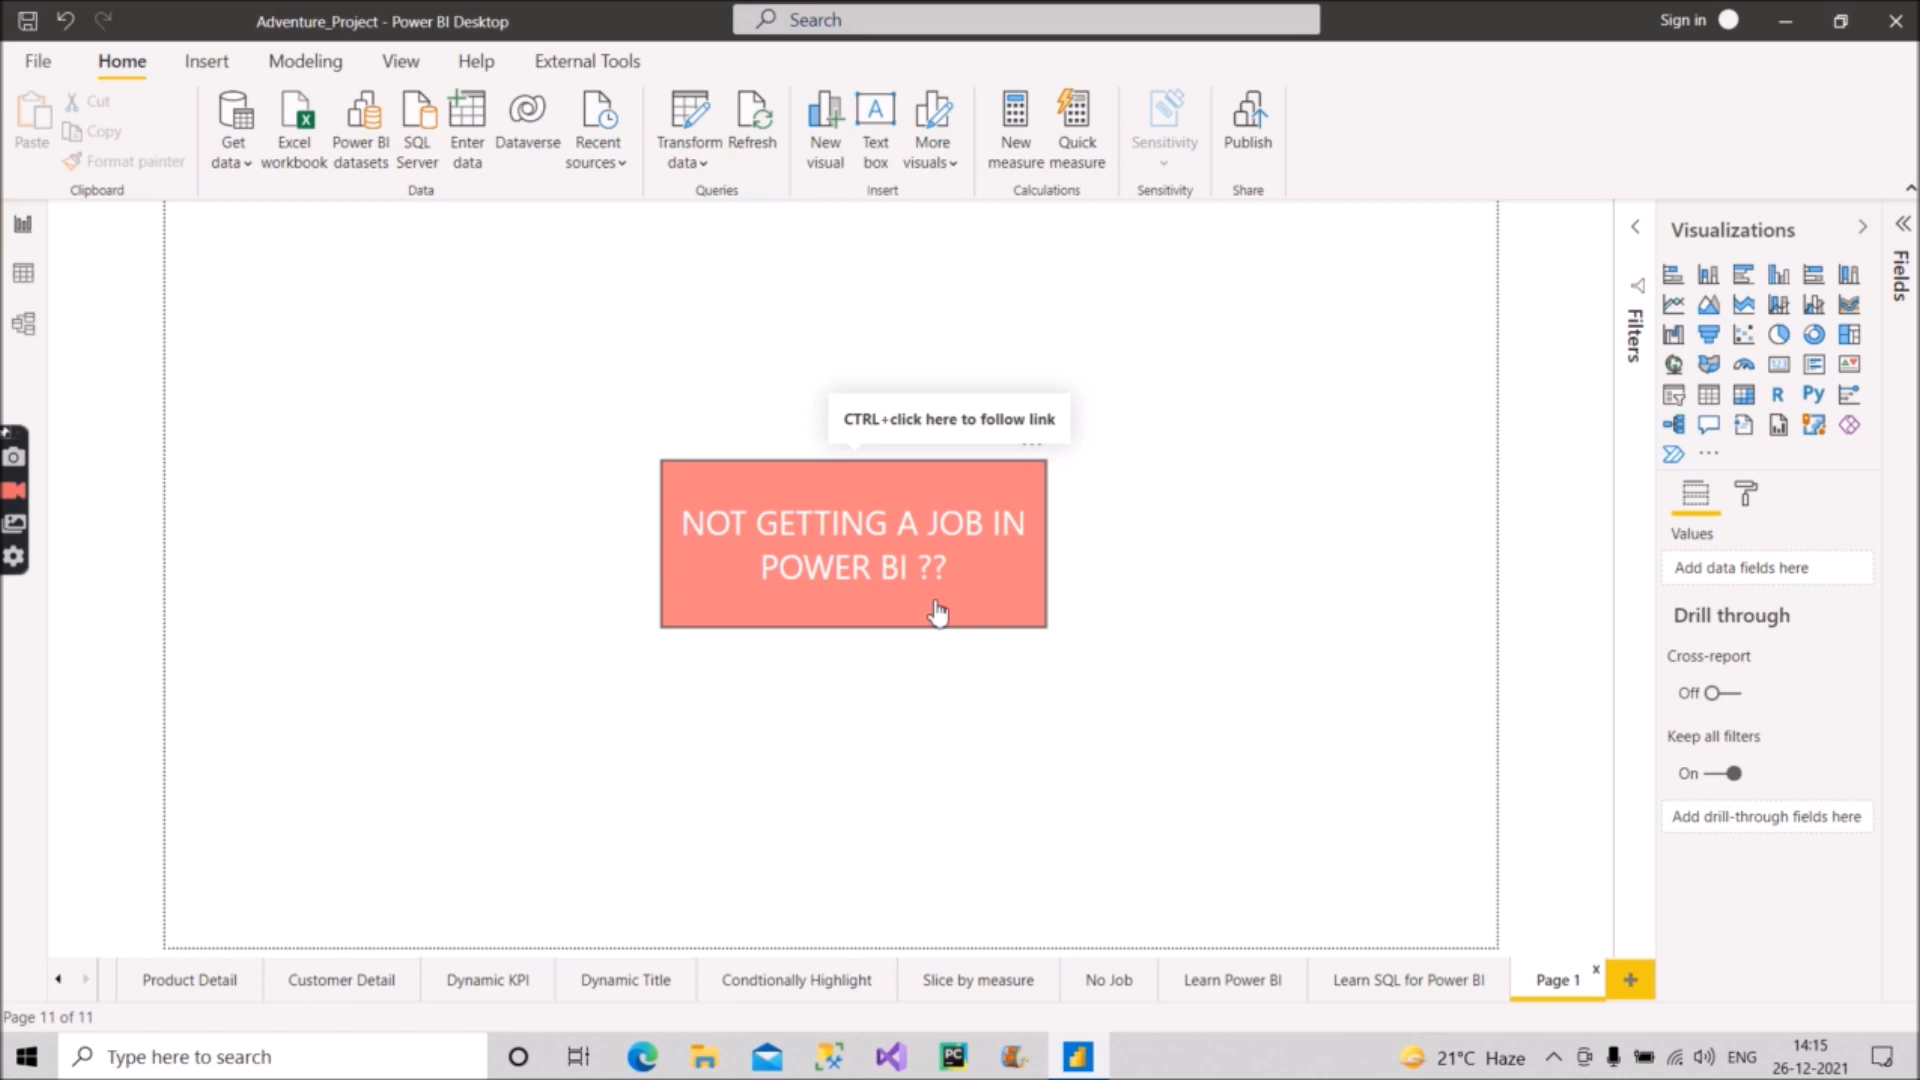 Adventure_Project - Power BI Desktop
Search
Sign in
File Home Insert Modeling View Help External Tools
Paste
Cut
Copy
Format painter
Clipboard
Get data
Excel workbook
Power BI datasets
SQL Server
Enter data
Dataverse
Recent sources
Data
Transform data
Refresh
Queries
New visual
Text box
More visuals
Insert
New measure
Quick measure
Calculations
Sensitivity
Sensitivity
Publish
Share
CTRL+click here to follow link
NOT GETTING A JOB IN
POWER BI ??
Filters
Visualizations
Fields
R
Py
123
Values
Add data fields here
Drill through
Cross-report
Off
Keep all filters
On
Add drill-through fields here
Product Detail
Customer Detail
Dynamic KPI
Dynamic Title
Condtionally Highlight
Slice by measure
No Job
Learn Power BI
Learn SQL for Power BI
Page 1
x
Page 11 of 11
Type here to search
PC
21°C Haze
ENG
14:15
26-12-2021